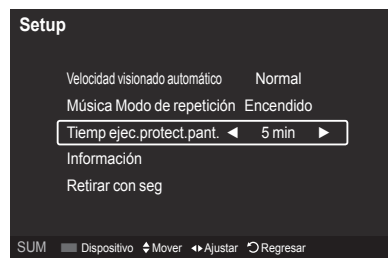 Setup
Velocidad visionado automático Normal
Música Modo de repetición Encendido
Tiemp ejec.protect.pant. ◀ 5 min ▶
Información
Retirar con seg
SUM Dispositivo Mover Ajustar Regresar